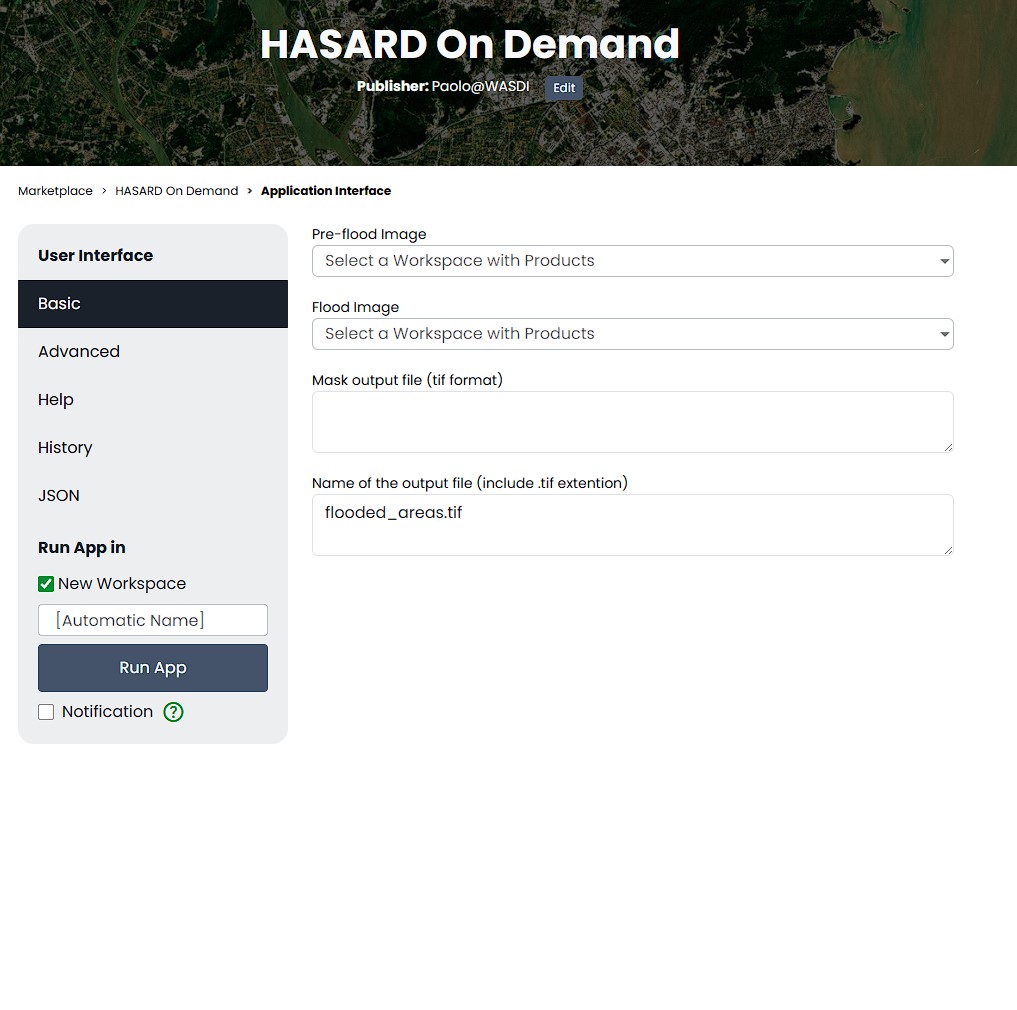 HASARD On Demand
Publisher: Paolo@WASDI Edit
Marketplace > HASARD On Demand > Application Interface
User Interface
Basic
Advanced
Help
History
JSON
Run App in
New Workspace
[Automatic Name]
Run App
Notification ?
Pre-flood Image
Select a Workspace with Products
Flood Image
Select a Workspace with Products
Mask output file (tif format)
Name of the output file (include .tif extention)
flooded_areas.tif